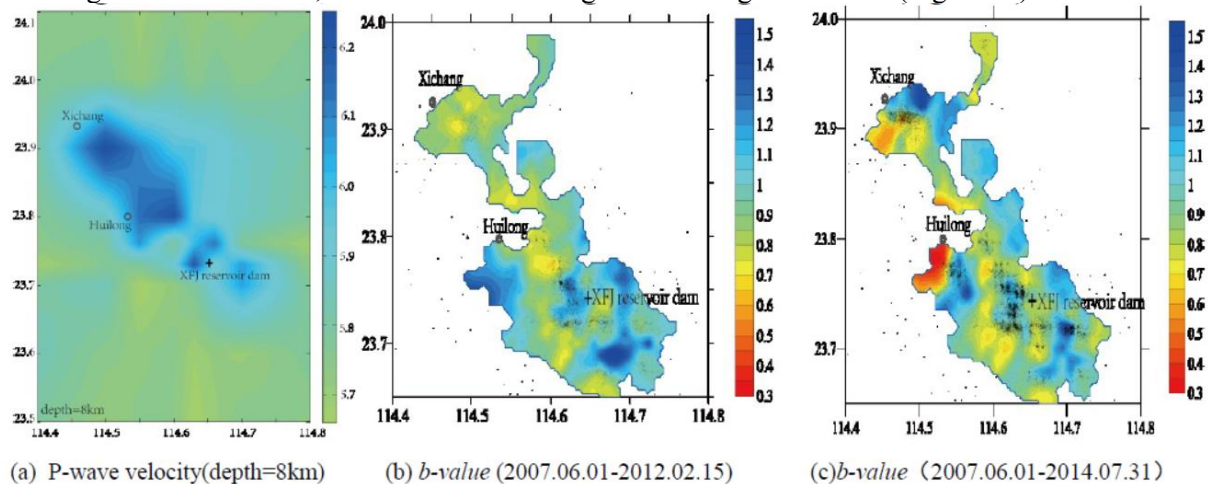 24.1
24.0
23.9
23.8
23.7
23.6
23.5
Xichang
Huilong
XFJ reservoir dam
depth=8km
114.4 114.5 114.6 114.7 114.8
6.2
6.1
6.0
5.9
5.8
5.7
(a) P-wave velocity(depth=8km)
24.0
23.9
23.8
23.7
Xichang
Huilong
XFJ reservoir dam
114.4 114.5 114.6 114.7 114.8
1.5
1.4
1.3
1.2
1.1
1
0.9
0.8
0.7
0.6
0.5
0.4
0.3
(b) b-value (2007.06.01-2012.02.15)
24.0
23.9
23.8
23.7
Xichang
Huilong
XFJ reservoir dam
114.4 114.5 114.6 114.7 114.8
1.5
1.4
1.3
1.2
1.1
1
0.9
0.8
0.7
0.6
0.5
0.4
0.3
(c)b-value（2007.06.01-2014.07.31）